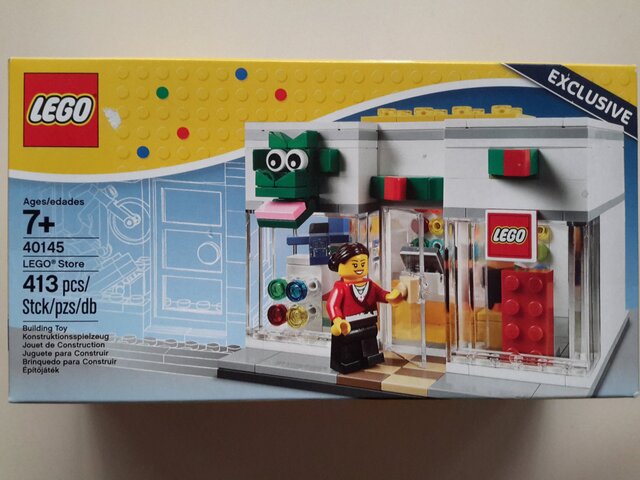 LEGO
EXCLUSIVE
Ages/edades
7+
40145
LEGO® Store
413 pcs/
Stck/pzs/db
Building Toy
Konstruktionsspielzeug
Jouet de Construction
Juguete para Construir
Brinquedo para Construir
Építőjáték
LEGO